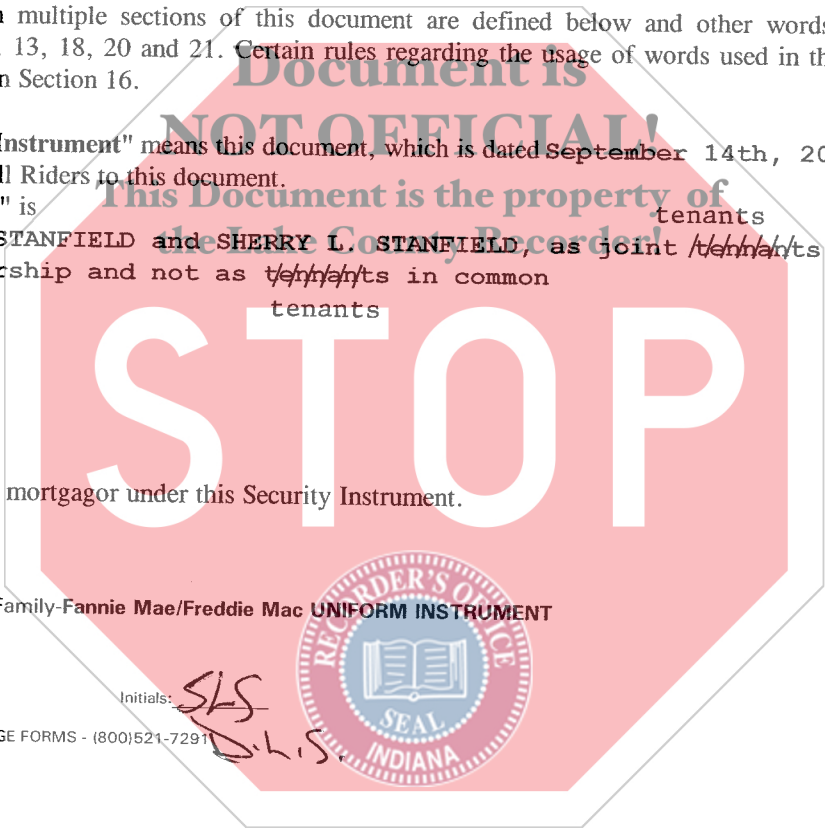 multiple sections of this document are defined below and other words
13, 18, 20 and 21. Certain rules regarding the usage of words used in th
n Section 16.
Document is
NOT OFFICIAL!
Instrument" means this document, which is dated September 14th, 20
ll Riders to this document.
This Document is the property of
the Lake County Recorder!
" is
tenants
STANFIELD and SHERRY L. STANFIELD, as joint tennants
rship and not as tennants in common
tenants
STOP
mortgagor under this Security Instrument.
Family-Fannie Mae/Freddie Mac UNIFORM INSTRUMENT
RECORDER'S OFFICE
SEAL
INDIANA
Initials: SLS
GE FORMS - (800)521-7291
D.L.S.